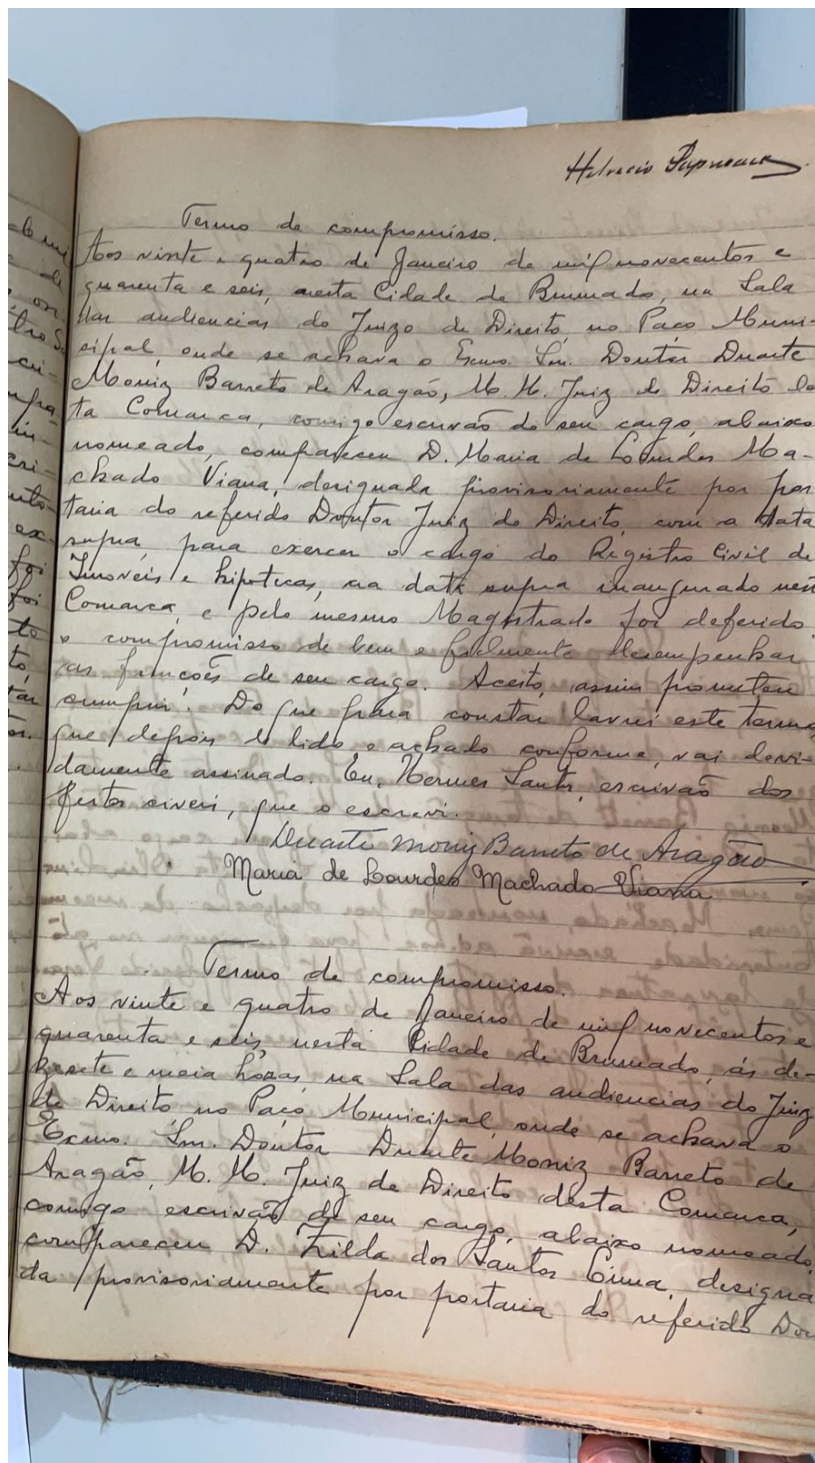 Termo de compromisso.
Aos vinte e quatro de Janeiro de mil novecentos e
quarenta e seis, nesta Cidade de Brumado, na Sala
das audiencias do Juizo de Direito, no Paço Muni-
cipal, onde se achava o Exmo. Snr. Doutor Duarte
Moniz Barreto de Aragão, M. M. Juiz de Direito des
ta Comarca, comigo escrivão do seu cargo, abaixo
nomeado, compareceu D. Maria de Lourdes Ma-
chado Viana, designada provisoriamente por por
taria do referido Doutor Juiz de Direito, com a data
supra, para exercer o cargo do Registro Civil de
Imoveis e hipotecas, na data supra inaugurado nest
Comarca, e pelo mesmo Magistrado foi deferido
o compromisso de bem e fielmente desempenhar
as funcões de seu cargo. Aceito, assim prometeu
cumprir. Do que para constar lavrei este termo,
que depois de lido e achado conforme, vai devi-
damente assinado. Eu, Hermes Santos, escrivão dos
feitos civeis, que o escrevi.
Duarte Moniz Barreto de Aragão
Maria de Lourdes Machado Viana
Termo de compromisso.
Aos vinte e quatro de Janeiro de mil novecentos e
quarenta e seis, nesta Cidade de Brumado, ás de-
zesete e meia horas, na Sala das audiencias do Juiz
de Direito no Paço Municipal, onde se achava o
Exmo. Snr. Doutor Duarte Moniz Barreto de
Aragão, M. M. Juiz de Direito desta Comarca,
comigo escrivão de seu cargo, abaixo nomeado,
compareceu D. Zilda dos Santos Lima, designa
da provisoriamente por portaria do referido Dou